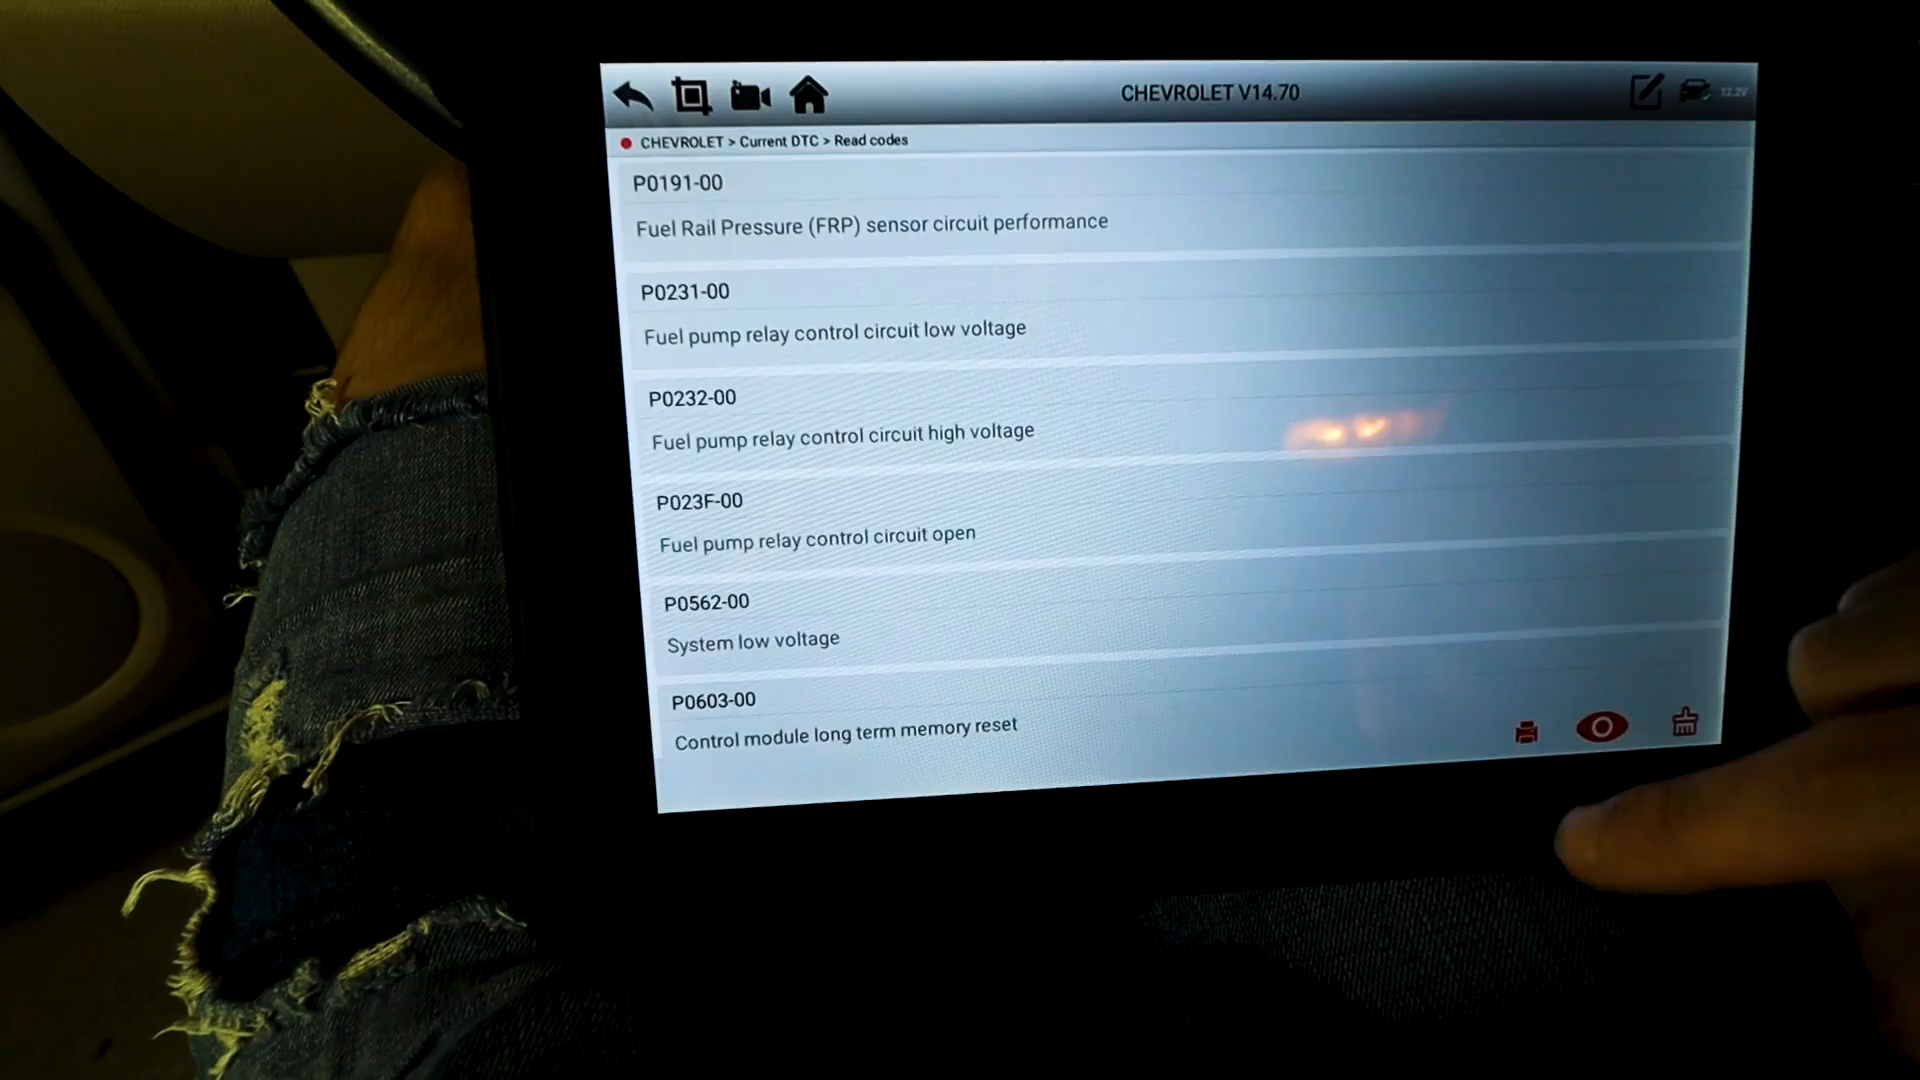 CHEVROLET V14.70
12.2V
CHEVROLET > Current DTC > Read codes
P0191-00
Fuel Rail Pressure (FRP) sensor circuit performance
P0231-00
Fuel pump relay control circuit low voltage
P0232-00
Fuel pump relay control circuit high voltage
P023F-00
Fuel pump relay control circuit open
P0562-00
System low voltage
P0603-00
Control module long term memory reset